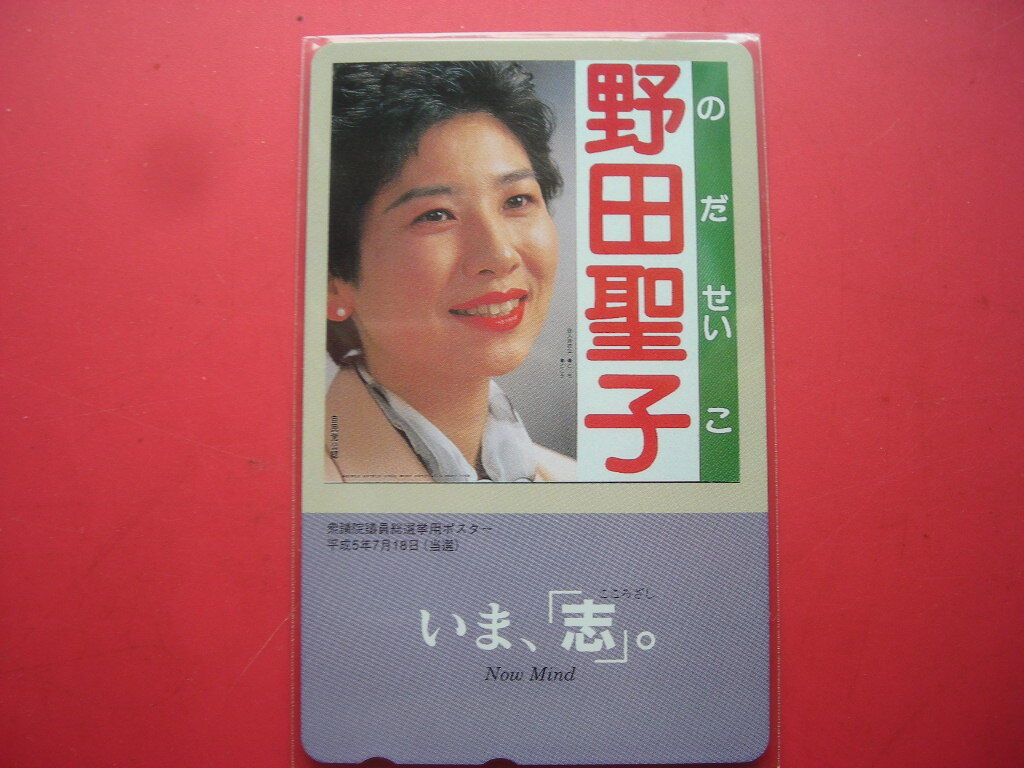 野田聖子
のだせいこ
衆議院議員総選挙用ポスター
平成5年7月18日(当選)
こころざし
いま、「志」。
Now Mind